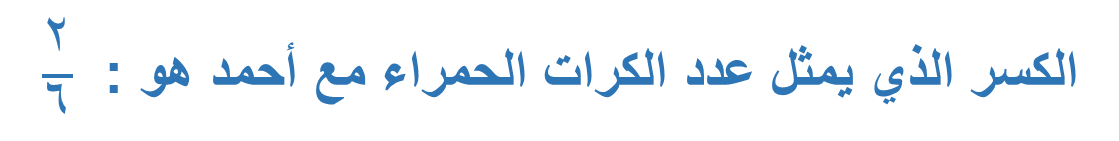 الكسر الذي يمثل عدد الكرات الحمراء مع أحمد هو : ٢/٦